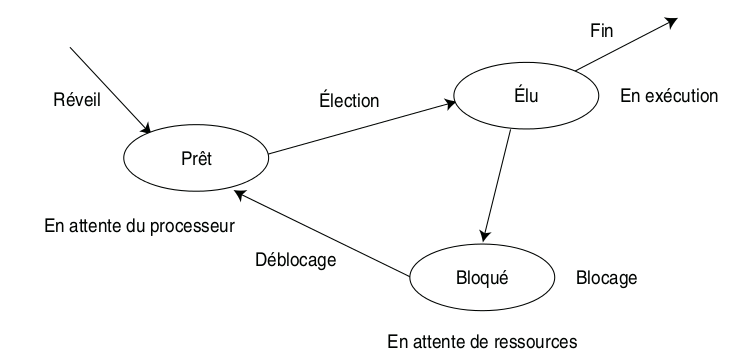 Fin
Réveil
Élection
Élu
En exécution
Prêt
En attente du processeur
Déblocage
Bloqué
Blocage
En attente de ressources